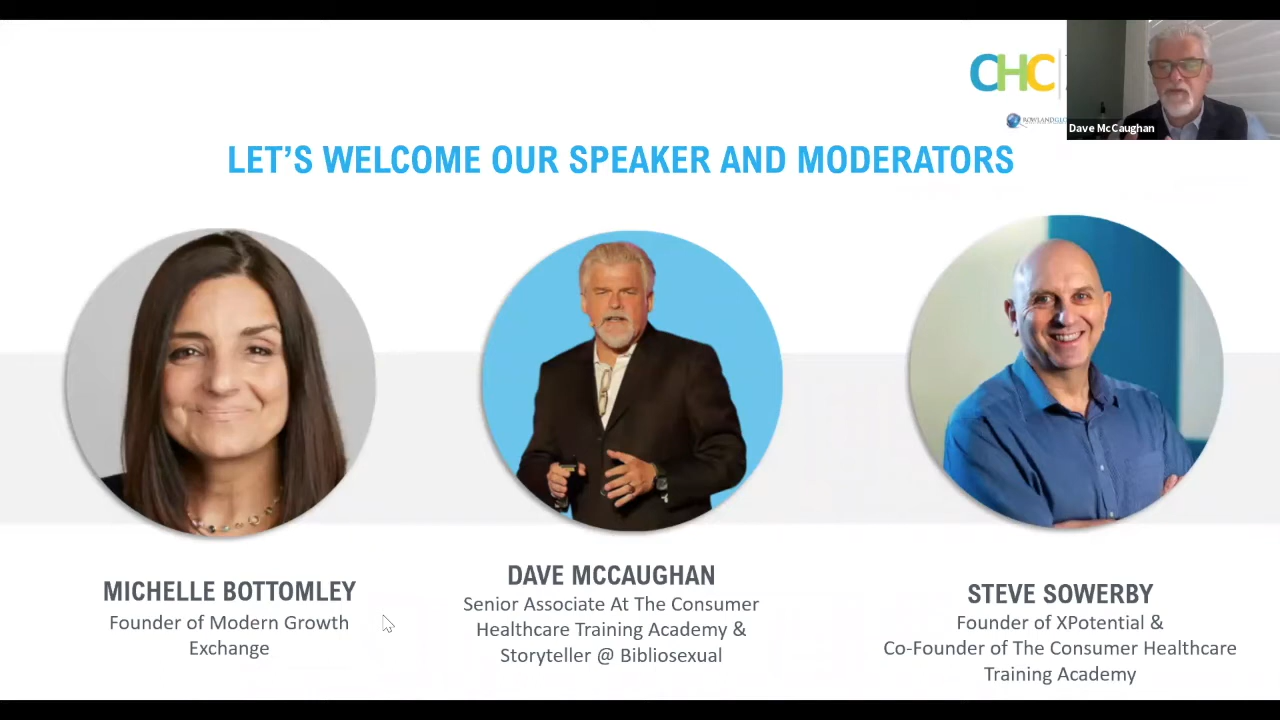 CHC
Dave McCaughan
LET'S WELCOME OUR SPEAKER AND MODERATORS
MICHELLE BOTTOMLEY
Founder of Modern Growth
Exchange
DAVE MCCAUGHAN
Senior Associate At The Consumer
Healthcare Training Academy &
Storyteller @ Bibliosexual
STEVE SOWERBY
Founder of XPotential &
Co-Founder of The Consumer Healthcare
Training Academy